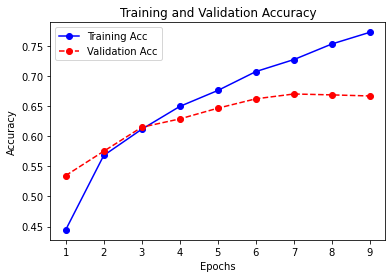 Training and Validation Accuracy
Training Acc
Validation Acc
0.75
0.70
0.65
0.60
0.55
0.50
0.45
Accuracy
1 2 3 4 5 6 7 8 9
Epochs